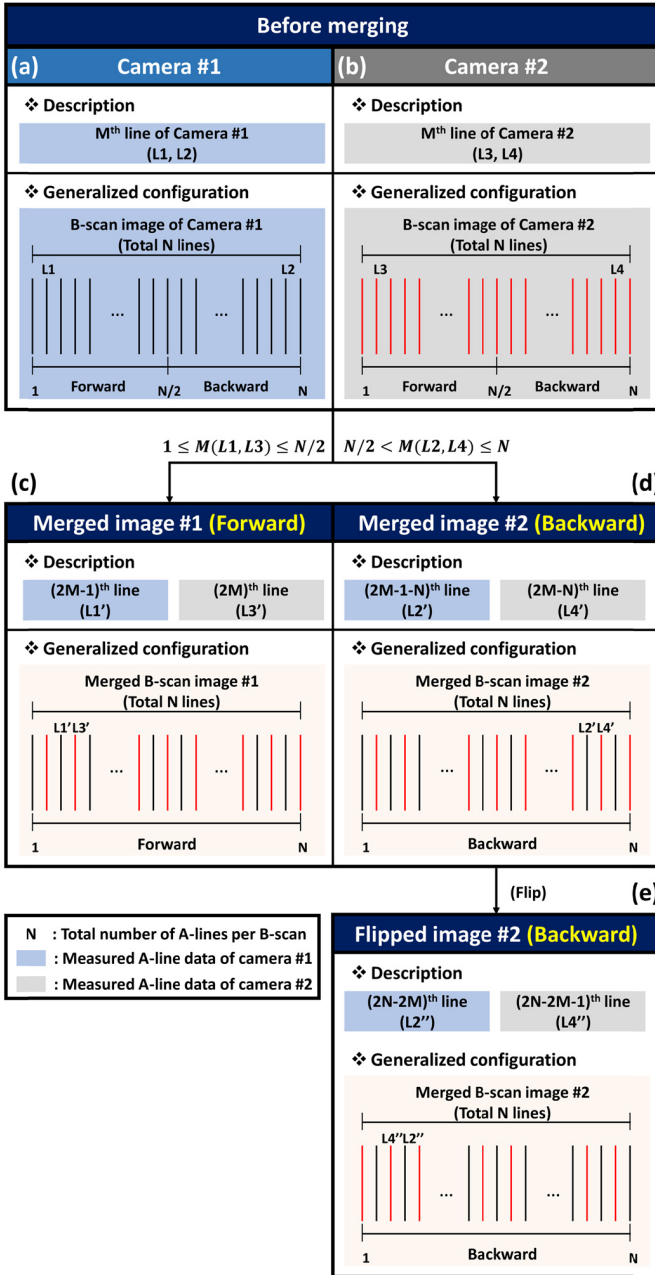 Before merging
(a) Camera #1
(b) Camera #2
❖ Description
Mth line of Camera #1
(L1, L2)
❖ Description
Mth line of Camera #2
(L3, L4)
❖ Generalized configuration
B-scan image of Camera #1
(Total N lines)
L1 L2
... ...
Forward Backward
1 N/2 N
❖ Generalized configuration
B-scan image of Camera #2
(Total N lines)
L3 L4
... ...
Forward Backward
1 N/2 N
1 ≤ M(L1, L3) ≤ N/2
N/2 < M(L2, L4) ≤ N
(c)
(d)
Merged image #1 (Forward)
Merged image #2 (Backward)
❖ Description
(2M-1)th line
(L1')
(2M)th line
(L3')
❖ Description
(2M-1-N)th line
(L2')
(2M-N)th line
(L4')
❖ Generalized configuration
Merged B-scan image #1
(Total N lines)
L1'L3'
... ...
Forward
1 N
❖ Generalized configuration
Merged B-scan image #2
(Total N lines)
L2'L4'
... ...
Backward
1 N
(Flip)
(e)
N : Total number of A-lines per B-scan
: Measured A-line data of camera #1
: Measured A-line data of camera #2
Flipped image #2 (Backward)
❖ Description
(2N-2M)th line
(L2'')
(2N-2M-1)th line
(L4'')
❖ Generalized configuration
Merged B-scan image #2
(Total N lines)
L4''L2''
... ...
1 Backward N